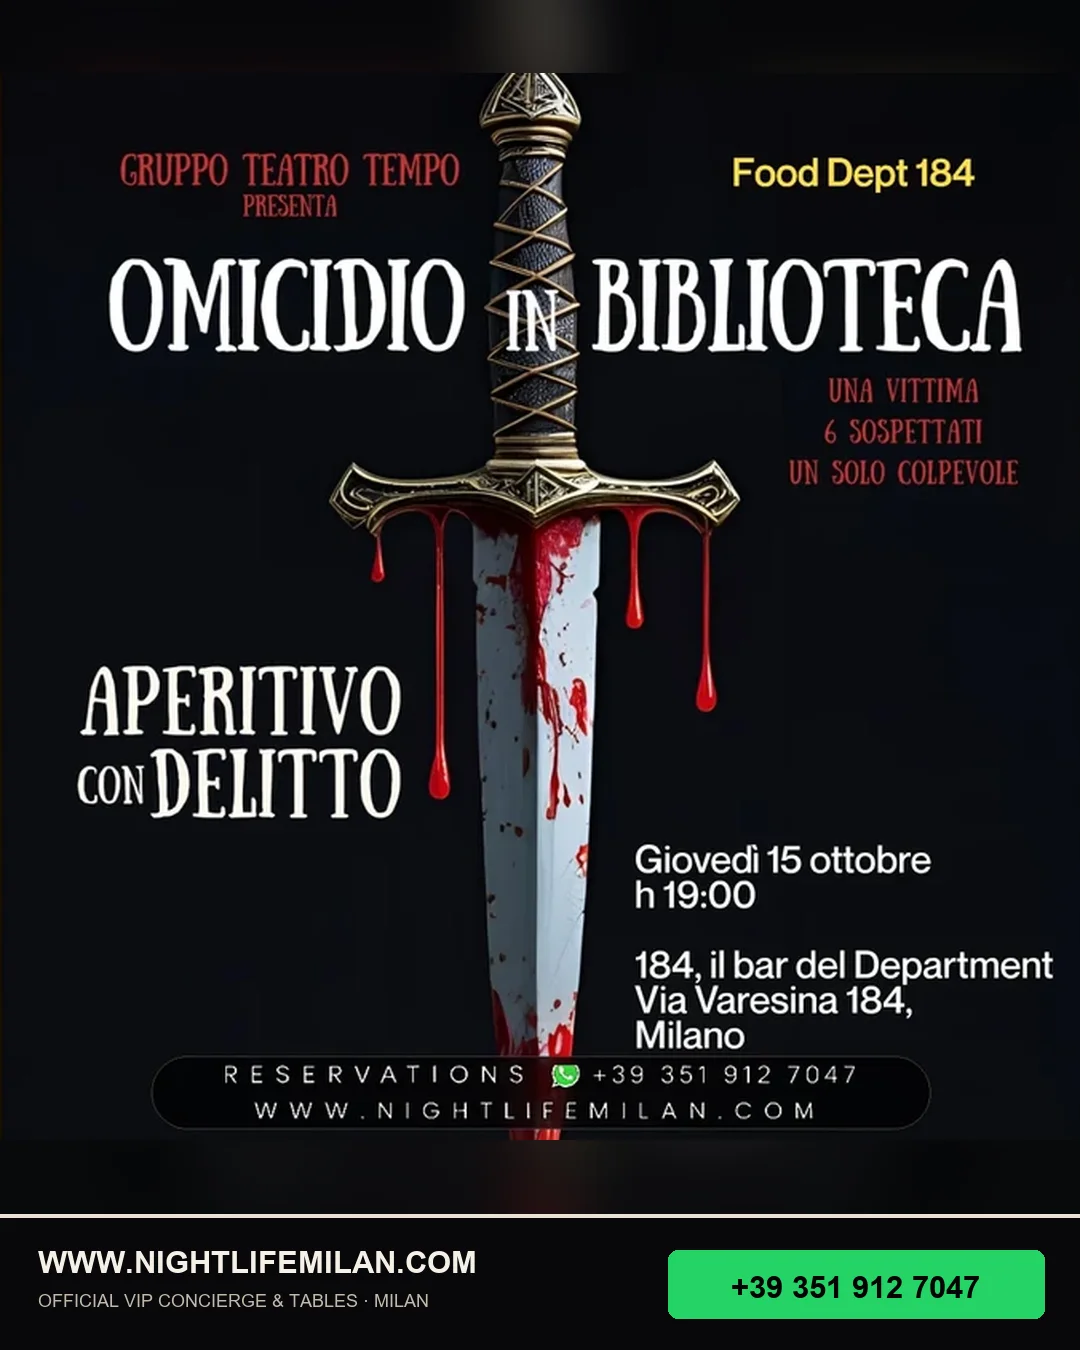 GRUPPO TEATRO TEMPO
PRESENTA
Food Dept 184
OMICIDIO IN BIBLIOTECA
UNA VITTIMA
6 SOSPETTATI
UN SOLO COLPEVOLE
APERITIVO
CON DELITTO
Giovedì 15 ottobre
h 19:00
184, il bar del Department
Via Varesina 184,
Milano
RESERVATIONS +39 351 912 7047
WWW.NIGHTLIFEMILAN.COM
WWW.NIGHTLIFEMILAN.COM
OFFICIAL VIP CONCIERGE & TABLES · MILAN
+39 351 912 7047